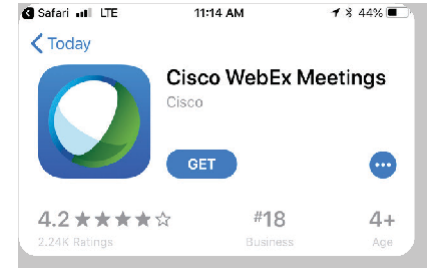 Safari LTE 11:14 AM 44%
Today
Cisco WebEx Meetings
Cisco
GET
4.2 #18 4+
2.24K Ratings Business Age